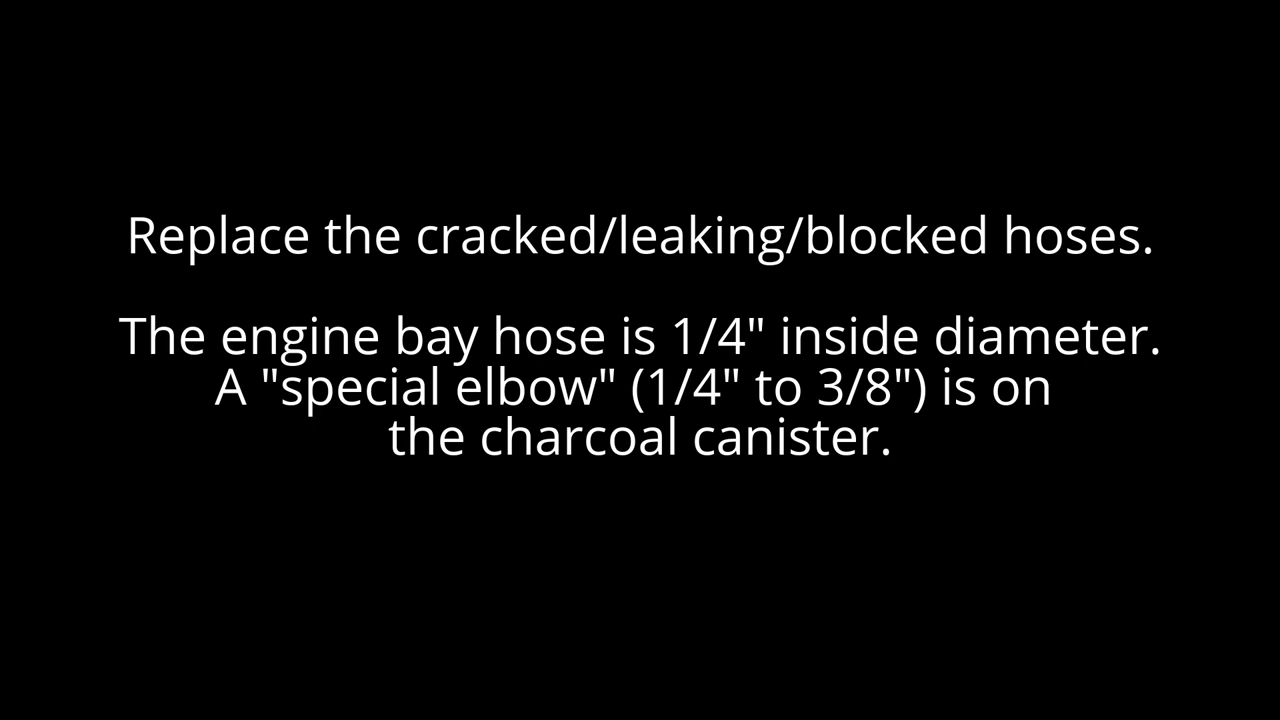 Replace the cracked/leaking/blocked hoses.
The engine bay hose is 1/4" inside diameter.
A "special elbow" (1/4" to 3/8") is on
the charcoal canister.